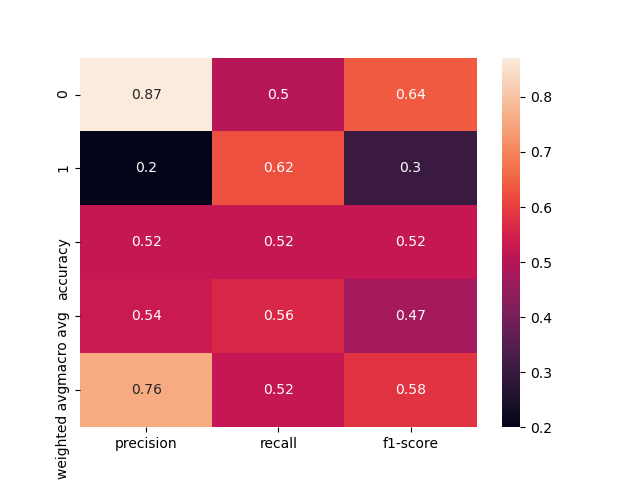 0 0.87 0.5 0.64
1 0.2 0.62 0.3
accuracy 0.52 0.52 0.52
macro avg 0.54 0.56 0.47
weighted avg 0.76 0.52 0.58
precision recall f1-score
0.8
0.7
0.6
0.5
0.4
0.3
0.2